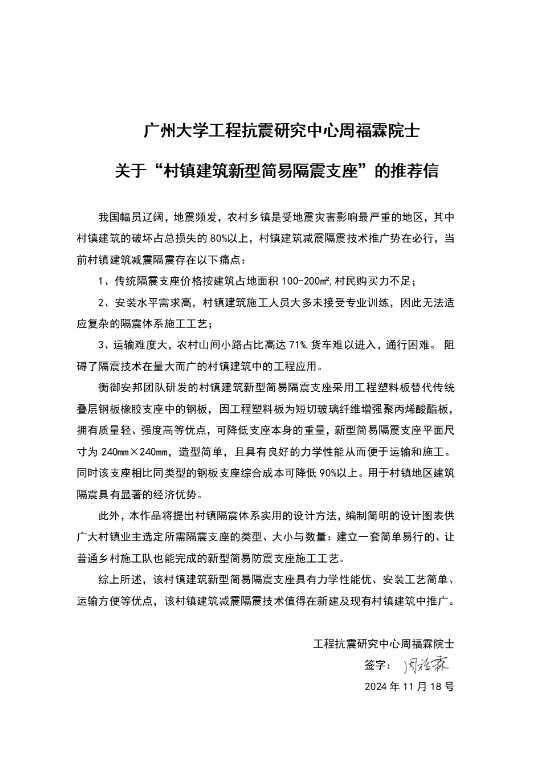 广州大学工程抗震研究中心周福霖院士
关于“村镇建筑新型简易隔震支座”的推荐信
我国幅员辽阔，地震频发，农村乡镇是受地震灾害影响最严重的地区，其中
村镇建筑的破坏占总损失的 80%以上，村镇建筑减震隔震技术推广势在必行，当
前村镇建筑减震隔震存在以下痛点：
1、传统隔震支座价格按建筑占地面积 100-200㎡,村民购买力不足；
2、安装水平需求高，村镇建筑施工人员大多未接受专业训练，因此无法适
应复杂的隔震体系施工工艺；
3、运输难度大，农村山间小路占比高达 71%.货车难以进入，通行困难。 阻
碍了隔震技术在量大而广的村镇建筑中的工程应用。
衡御安邦团队研发的村镇建筑新型简易隔震支座采用工程塑料板替代传统
叠层钢板橡胶支座中的钢板，因工程塑料板为短切玻璃纤维增强聚丙烯酸酯板，
拥有质量轻、强度高等优点，可降低支座本身的重量，新型简易隔震支座平面尺
寸为 240mm×240mm，造型简单，且具有良好的力学性能从而便于运输和施工。
同时该支座相比同类型的钢板支座综合成本可降低 90%以上。用于村镇地区建筑
隔震具有显著的经济优势。
此外，本作品将提出村镇隔震体系实用的设计方法，编制简明的设计图表供
广大村镇业主选定所需隔震支座的类型、大小与数量：建立一套简单易行的、让
普通乡村施工队也能完成的新型简易防震支座施工工艺。
综上所述，该村镇建筑新型简易隔震支座具有力学性能优、安装工艺简单、
运输方便等优点，该村镇建筑减震隔震技术值得在新建及现有村镇建筑中推广。
工程抗震研究中心周福霖院士
签字： 周福霖
2024 年 11 月 18 号